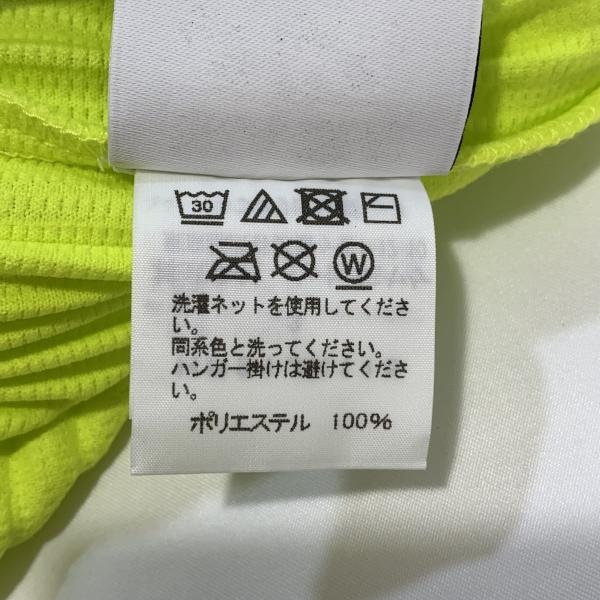 30
W
洗濯ネットを使用してくださ
い。
同系色と洗ってください。
ハンガー掛けは避けてくださ
い。
ポリエステル 100%